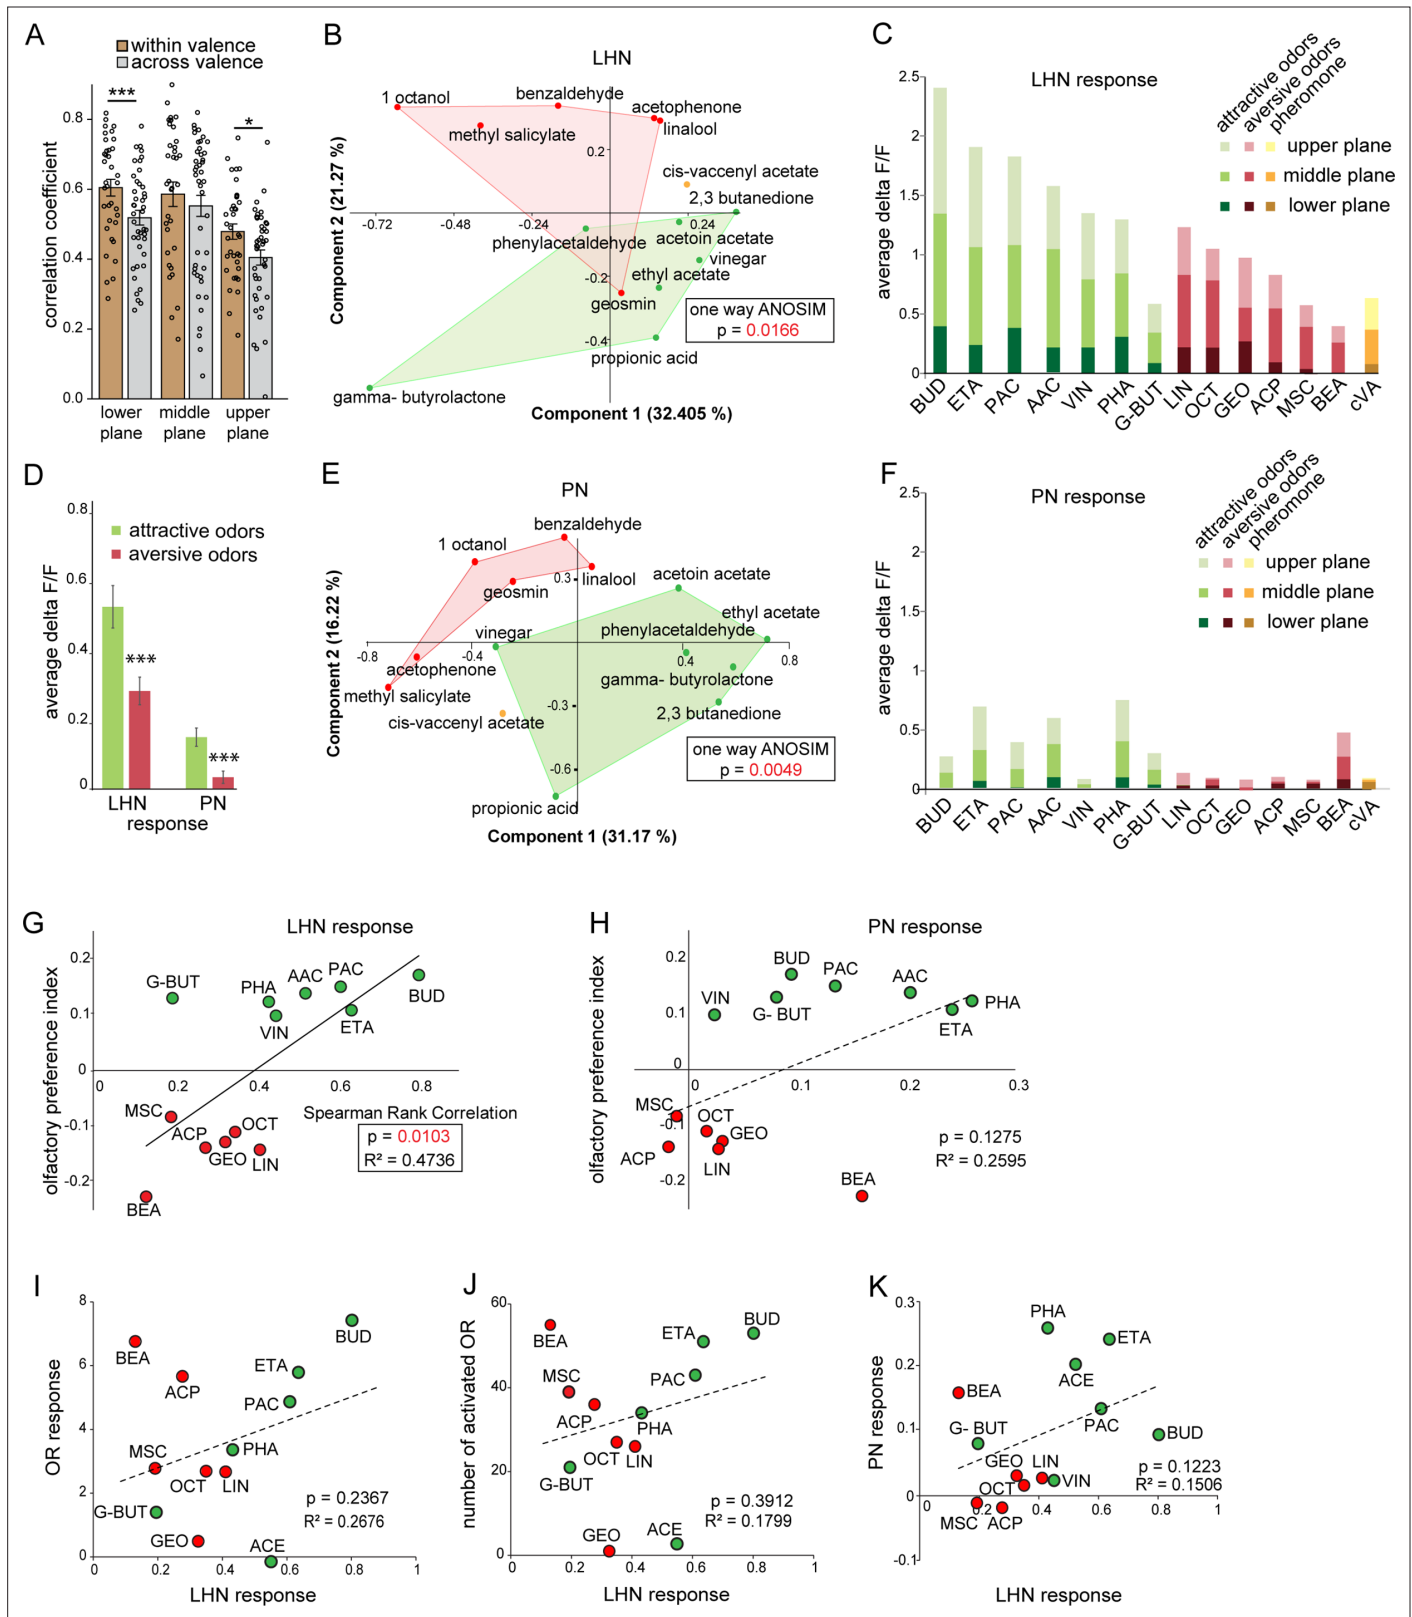 A
within valence
across valence
***
*
correlation coefficient
0.8
0.6
0.4
0.2
0.0
lower plane
middle plane
upper plane
B
LHN
1 octanol
benzaldehyde
acetophenone
linalool
methyl salicylate
0.2
cis-vaccenyl acetate
2,3 butanedione
-0.72
-0.48
-0.24
0.24
phenylacetaldehyde
acetoin acetate
vinegar
-0.2
ethyl acetate
geosmin
one way ANOSIM
p = 0.0166
-0.4
propionic acid
gamma- butyrolactone
Component 1 (32.405 %)
Component 2 (21.27 %)
C
LHN response
attractive odors
aversive odors
pheromone
upper plane
middle plane
lower plane
average delta F/F
2.5
2
1.5
1
0.5
0
BUD
ETA
PAC
AAC
VIN
PHA
G-BUT
LIN
OCT
GEO
ACP
MSC
BEA
cVA
D
attractive odors
aversive odors
average delta F/F
0.8
0.6
0.4
0.2
0
***
***
LHN
PN
response
E
PN
benzaldehyde
1 octanol
linalool
0.3
geosmin
acetoin acetate
ethyl acetate
vinegar
phenylacetaldehyde
-0.8
-0.4
0.4
0.8
acetophenone
gamma- butyrolactone
methyl salicylate
cis-vaccenyl acetate
-0.3
2,3 butanedione
one way ANOSIM
p = 0.0049
-0.6
propionic acid
Component 1 (31.17 %)
Component 2 (16.22 %)
F
PN response
attractive odors
aversive odors
pheromone
upper plane
middle plane
lower plane
average delta F/F
2.5
2
1.5
1
0.5
0
BUD
ETA
PAC
AAC
VIN
PHA
G-BUT
LIN
OCT
GEO
ACP
MSC
BEA
cVA
G
LHN response
olfactory preference index
0.2
0.1
0
-0.1
-0.2
0
0.2
0.4
0.6
0.8
G-BUT
PHA
AAC
PAC
BUD
VIN
ETA
MSC
ACP
OCT
GEO
LIN
BEA
Spearman Rank Correlation
p = 0.0103
R² = 0.4736
H
PN response
olfactory preference index
0.2
0.1
0
-0.1
-0.2
0
0.1
0.2
0.3
BUD
PAC
AAC
VIN
G- BUT
PHA
ETA
MSC
OCT
GEO
ACP
LIN
BEA
p = 0.1275
R² = 0.2595
I
OR response
8
6
4
2
0
0
0.2
0.4
0.6
0.8
1
BUD
BEA
ETA
ACP
PAC
MSC
PHA
OCT
LIN
G-BUT
GEO
ACE
p = 0.2367
R² = 0.2676
LHN response
J
number of activated OR
60
40
20
0
0
0.2
0.4
0.6
0.8
1
BEA
ETA
BUD
MSC
PAC
ACP
PHA
OCT
LIN
G-BUT
GEO
ACE
p = 0.3912
R² = 0.1799
LHN response
K
PN response
0.3
0.2
0.1
0
-0.1
0
0.2
0.4
0.6
0.8
1
PHA
ETA
ACE
BEA
PAC
G- BUT
BUD
GEO
LIN
OCT
VIN
MSC
ACP
p = 0.1223
R² = 0.1506
LHN response